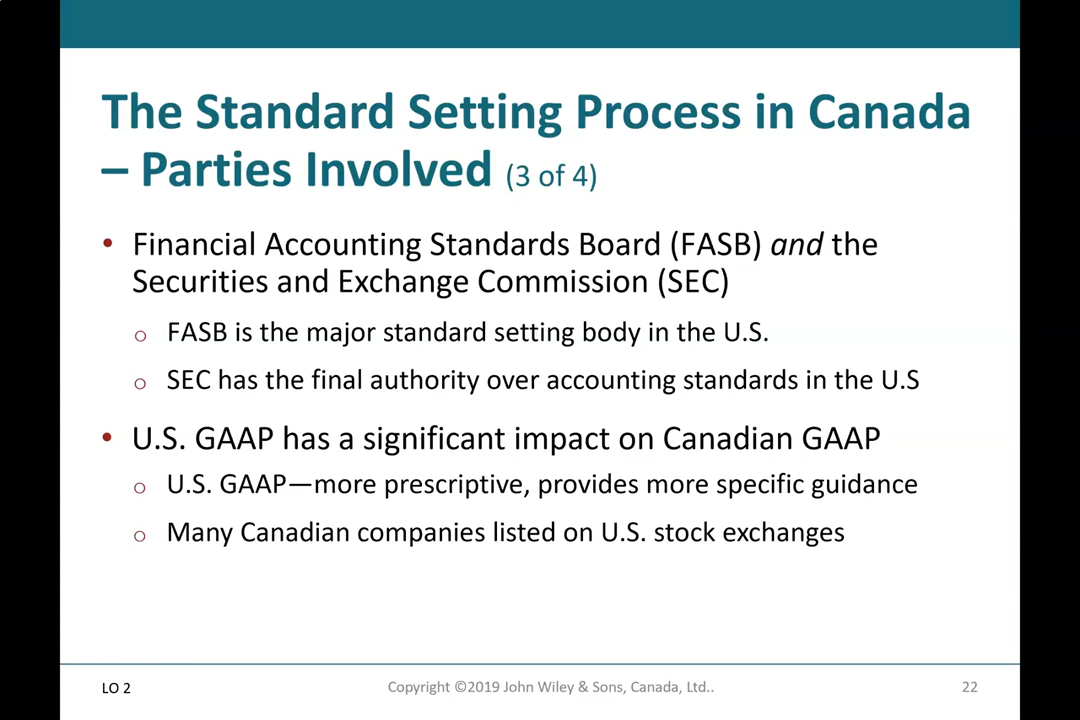 The Standard Setting Process in Canada
– Parties Involved (3 of 4)
• Financial Accounting Standards Board (FASB) and the
Securities and Exchange Commission (SEC)
o FASB is the major standard setting body in the U.S.
o SEC has the final authority over accounting standards in the U.S
• U.S. GAAP has a significant impact on Canadian GAAP
o U.S. GAAP—more prescriptive, provides more specific guidance
o Many Canadian companies listed on U.S. stock exchanges
LO 2
Copyright ©2019 John Wiley & Sons, Canada, Ltd..
22